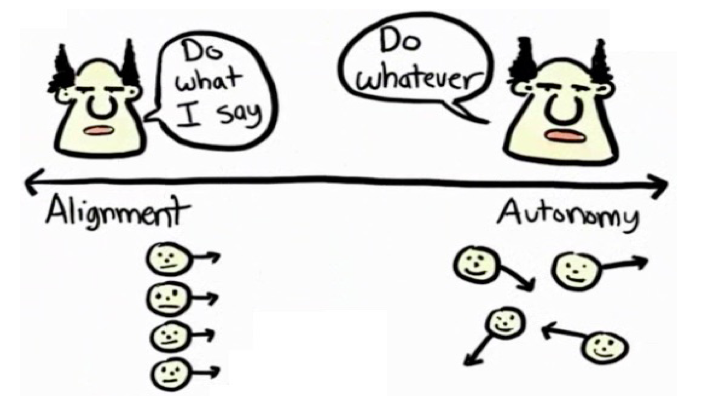 Do
what
I say
Do
whatever
Alignment
Autonomy